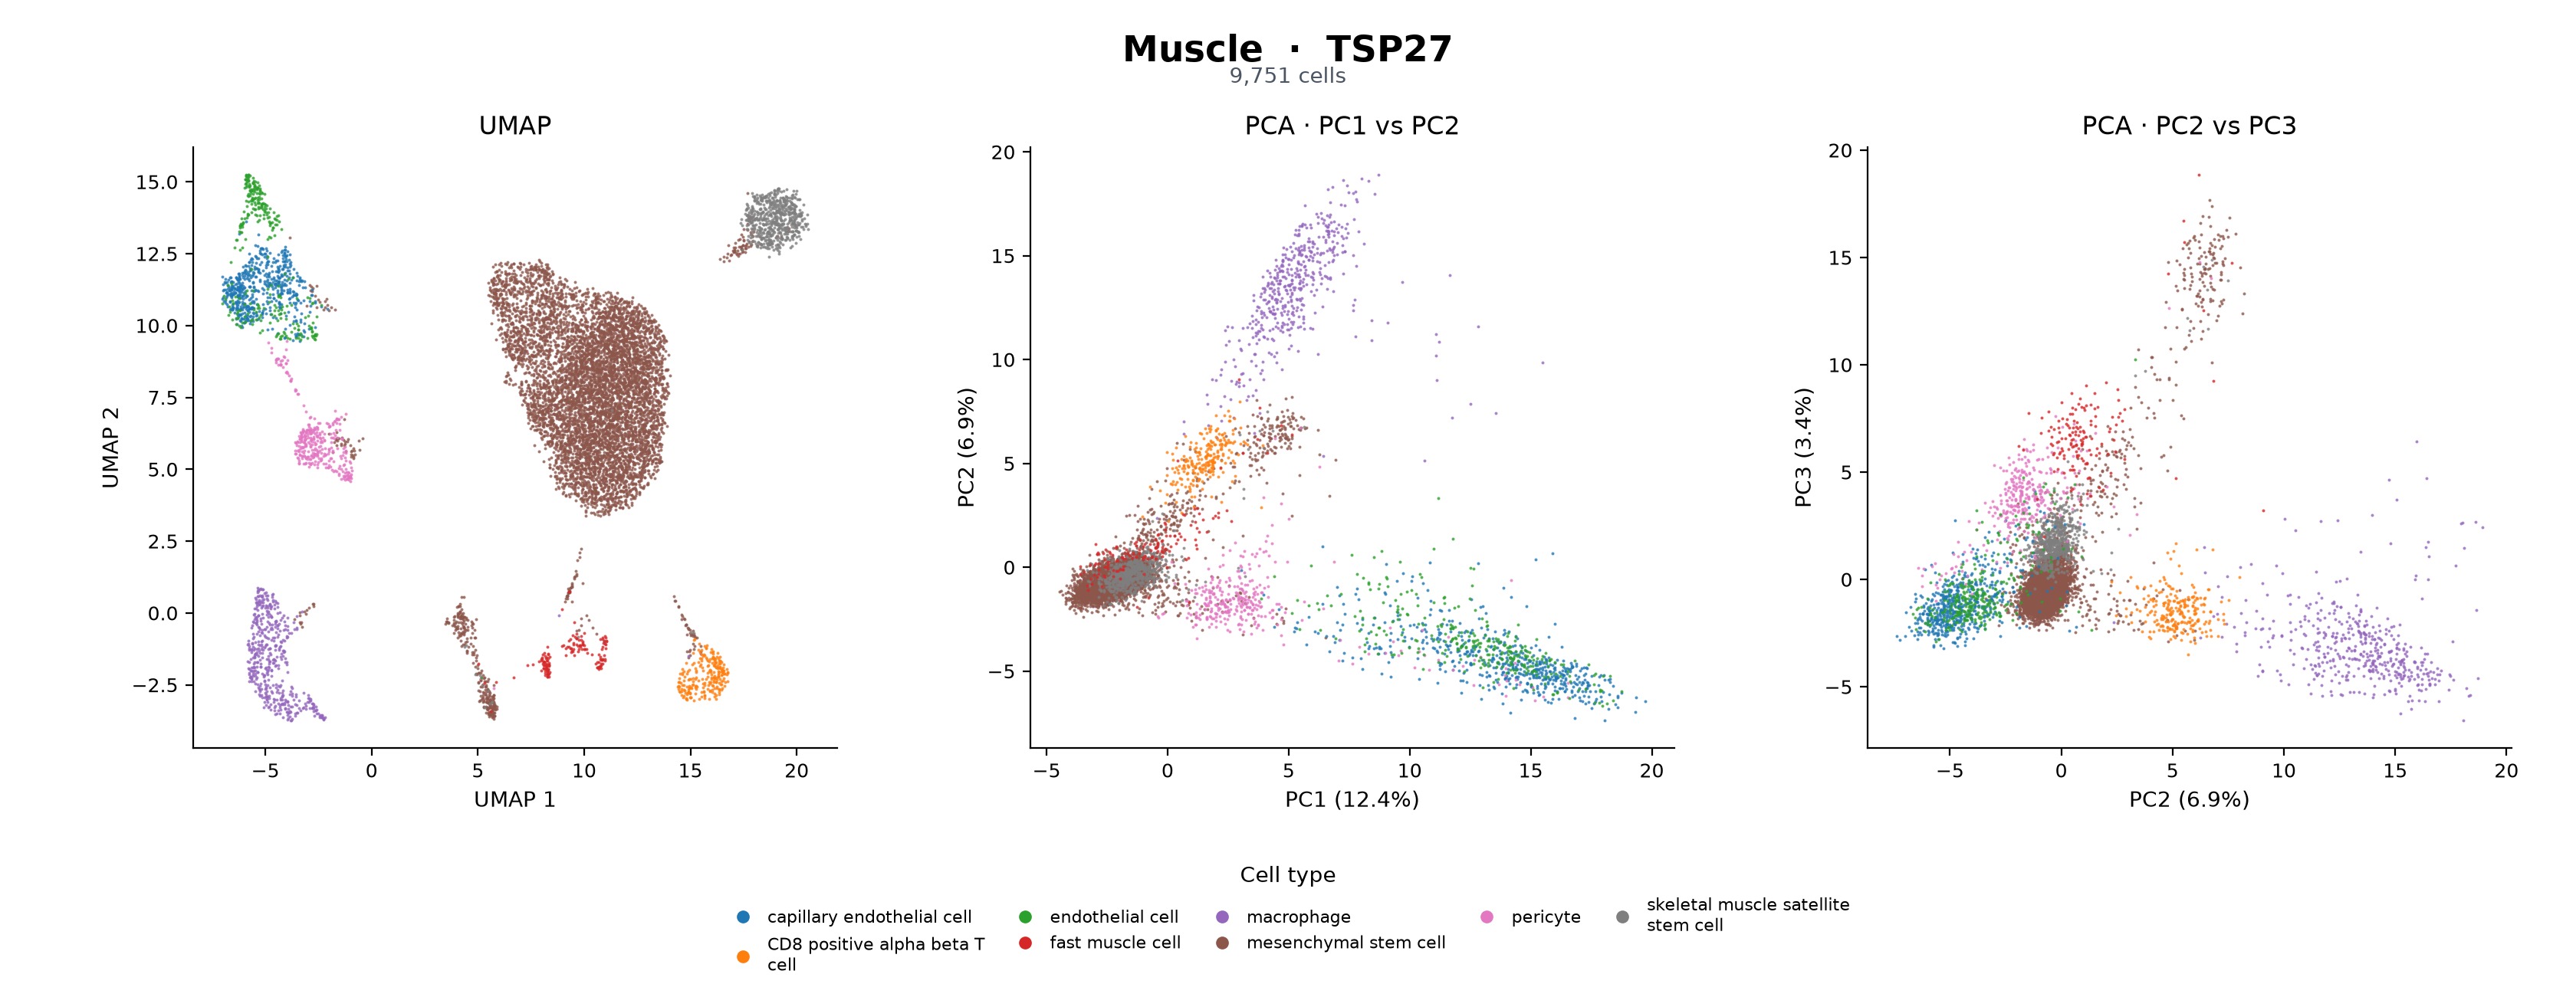 Muscle · TSP27
9,751 cells
UMAP
15.0
12.5
10.0
7.5
5.0
2.5
0.0
−2.5
UMAP 2
−5
0
5
10
15
20
UMAP 1
PCA · PC1 vs PC2
20
15
10
5
0
−5
PC2 (6.9%)
−5
0
5
10
15
20
PC1 (12.4%)
PCA · PC2 vs PC3
20
15
10
5
0
−5
PC3 (3.4%)
−5
0
5
10
15
20
PC2 (6.9%)
Cell type
capillary endothelial cell
CD8 positive alpha beta T
cell
endothelial cell
fast muscle cell
macrophage
mesenchymal stem cell
pericyte
skeletal muscle satellite
stem cell